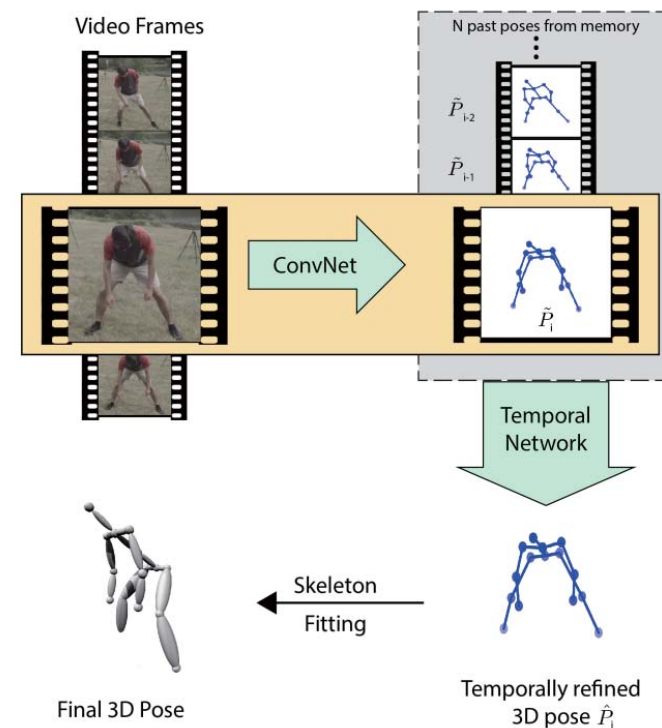 Video Frames
N past poses from memory
P̃ i-2
P̃ i-1
ConvNet
P̃ i
Temporal
Network
Skeleton
Fitting
Final 3D Pose
Temporally refined
3D pose P̂ i